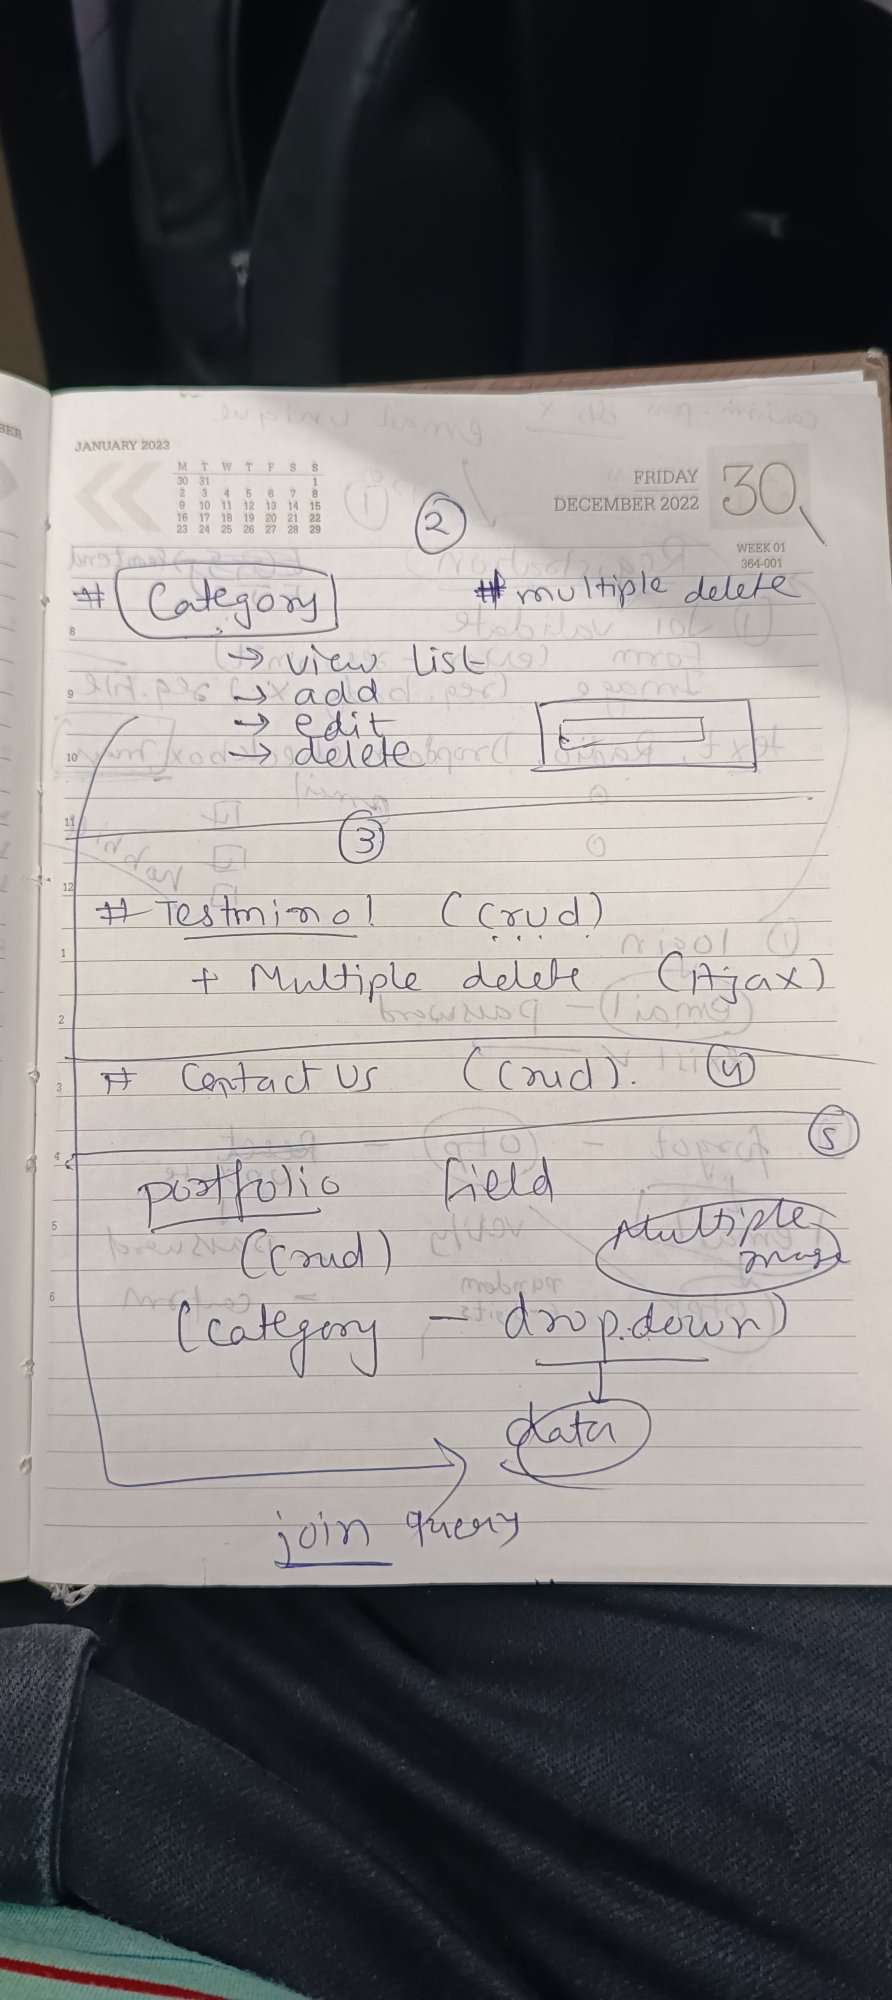 BER
JANUARY 2023
M T W T F S S
30 31 1
2 3 4 5 6 7 8
9 10 11 12 13 14 15
16 17 18 19 20 21 22
23 24 25 26 27 28 29
FRIDAY
DECEMBER 2022
30
WEEK 01
364-001
2
# Category # multiple delete
8
→ view list
9 → add
→ edit
10 → delete
11
3
12
# Testminol (crud)
1
+ Multiple delete (Ajax)
2
# Contact Us (crud). 4
3
5
4
portfolio field
5
Multiple
(crud) image
6
(category - drop.down)
data
join query